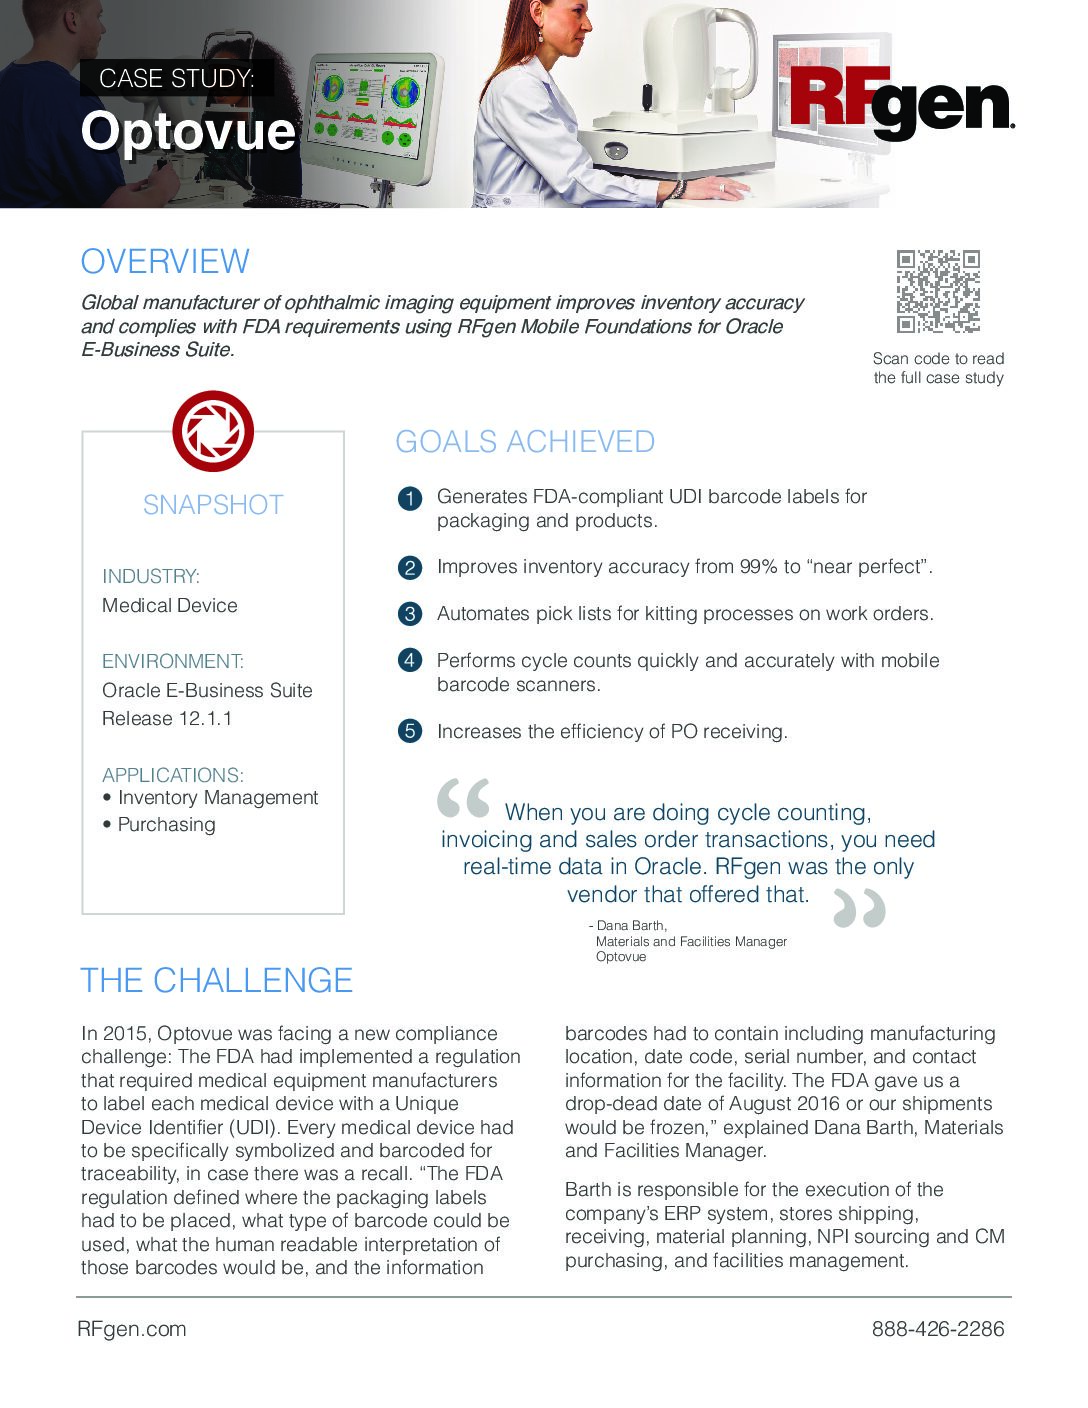 CASE STUDY:
Optovue
RFgen.
OVERVIEW
Global manufacturer of ophthalmic imaging equipment improves inventory accuracy
and complies with FDA requirements using RFgen Mobile Foundations for Oracle
E-Business Suite.
Scan code to read
the full case study
SNAPSHOT
INDUSTRY:
Medical Device
ENVIRONMENT:
Oracle E-Business Suite
Release 12.1.1
APPLICATIONS:
• Inventory Management
• Purchasing
GOALS ACHIEVED
1 Generates FDA-compliant UDI barcode labels for
packaging and products.
2 Improves inventory accuracy from 99% to “near perfect”.
3 Automates pick lists for kitting processes on work orders.
4 Performs cycle counts quickly and accurately with mobile
barcode scanners.
5 Increases the efficiency of PO receiving.
“ When you are doing cycle counting,
invoicing and sales order transactions, you need
real-time data in Oracle. RFgen was the only
vendor that offered that. ”
- Dana Barth,
Materials and Facilities Manager
Optovue
THE CHALLENGE
In 2015, Optovue was facing a new compliance
challenge: The FDA had implemented a regulation
that required medical equipment manufacturers
to label each medical device with a Unique
Device Identifier (UDI). Every medical device had
to be specifically symbolized and barcoded for
traceability, in case there was a recall. “The FDA
regulation defined where the packaging labels
had to be placed, what type of barcode could be
used, what the human readable interpretation of
those barcodes would be, and the information
barcodes had to contain including manufacturing
location, date code, serial number, and contact
information for the facility. The FDA gave us a
drop-dead date of August 2016 or our shipments
would be frozen,” explained Dana Barth, Materials
and Facilities Manager.
Barth is responsible for the execution of the
company’s ERP system, stores shipping,
receiving, material planning, NPI sourcing and CM
purchasing, and facilities management.
RFgen.com
888-426-2286